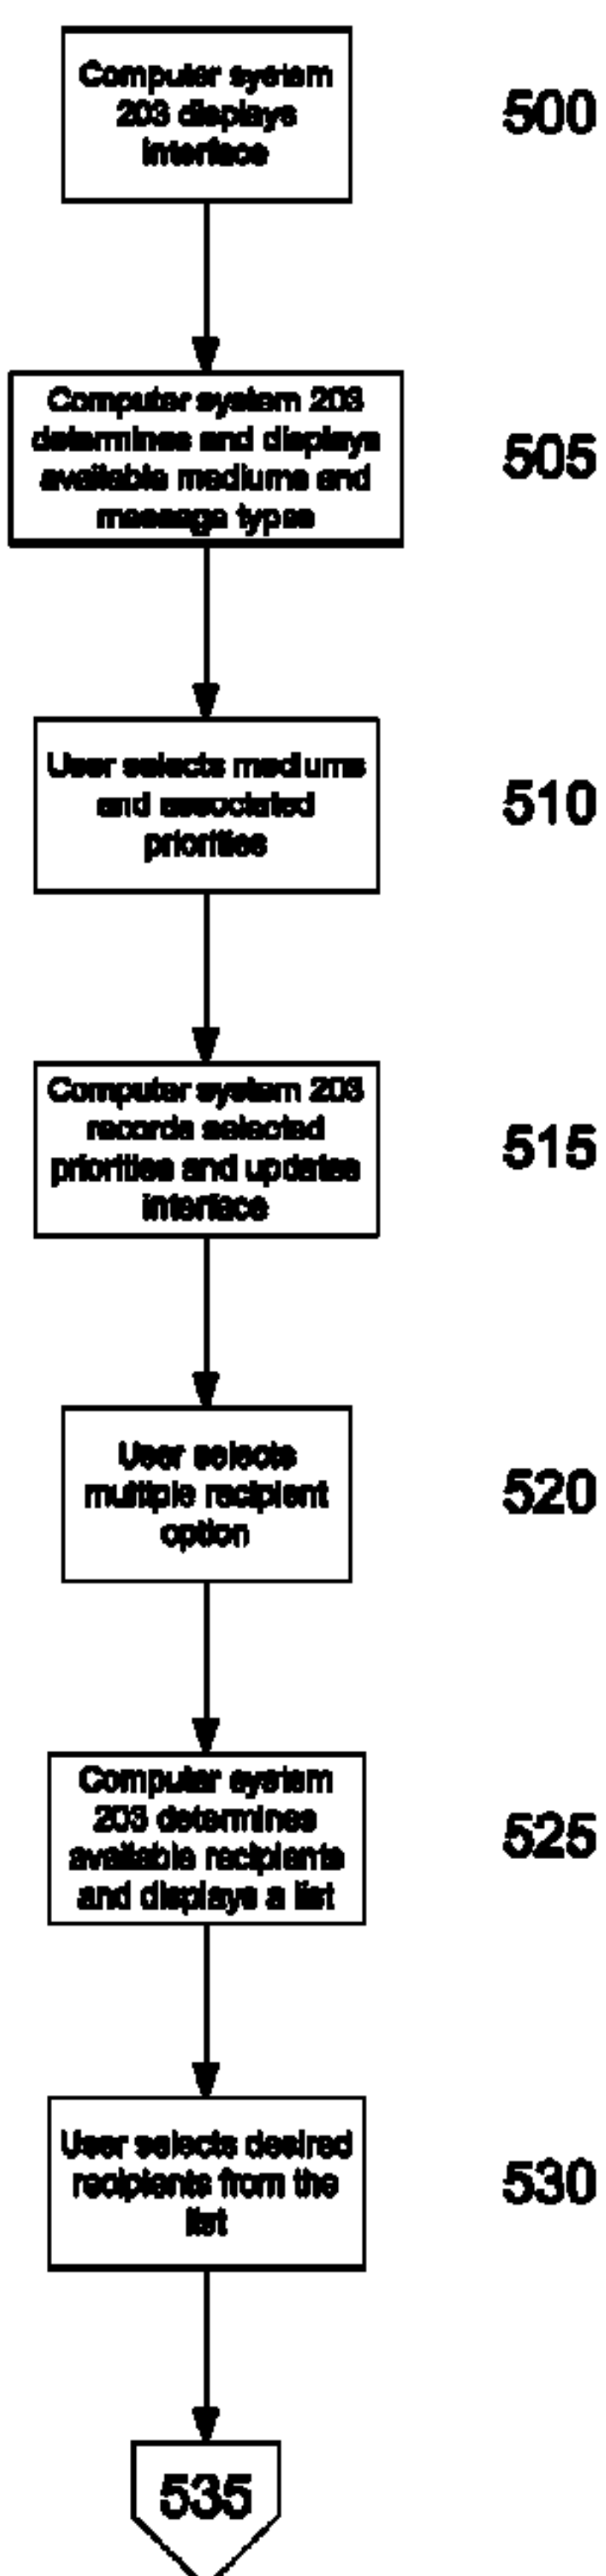 Computer system
203 displays
interface
500
Computer system 203
determines and displays
available mediums and
message types
505
User selects mediums
and associated
priorities
510
Computer system 203
records selected
priorities and updates
interface
515
User selects
multiple recipient
option
520
Computer system
203 determines
available recipients
and displays a list
525
User selects desired
recipients from the
list
530
535